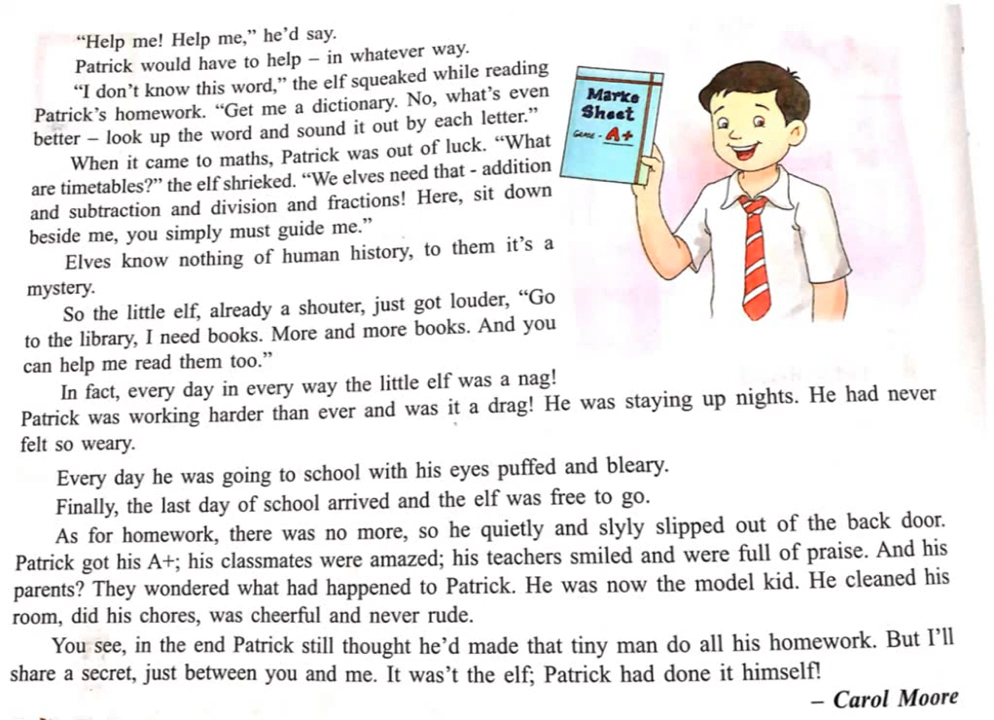 “Help me! Help me,” he’d say.
Patrick would have to help – in whatever way.
“I don’t know this word,” the elf squeaked while reading
Patrick’s homework. “Get me a dictionary. No, what’s even
better – look up the word and sound it out by each letter.”
When it came to maths, Patrick was out of luck. “What
are timetables?” the elf shrieked. “We elves need that - addition
and subtraction and division and fractions! Here, sit down
beside me, you simply must guide me.”
Elves know nothing of human history, to them it’s a
mystery.
So the little elf, already a shouter, just got louder, “Go
to the library, I need books. More and more books. And you
can help me read them too.”
In fact, every day in every way the little elf was a nag!
Patrick was working harder than ever and was it a drag! He was staying up nights. He had never
felt so weary.
Every day he was going to school with his eyes puffed and bleary.
Finally, the last day of school arrived and the elf was free to go.
As for homework, there was no more, so he quietly and slyly slipped out of the back door.
Patrick got his A+; his classmates were amazed; his teachers smiled and were full of praise. And his
parents? They wondered what had happened to Patrick. He was now the model kid. He cleaned his
room, did his chores, was cheerful and never rude.
You see, in the end Patrick still thought he’d made that tiny man do all his homework. But I’ll
share a secret, just between you and me. It was’t the elf; Patrick had done it himself!
– Carol Moore
Marks
Sheet
A+